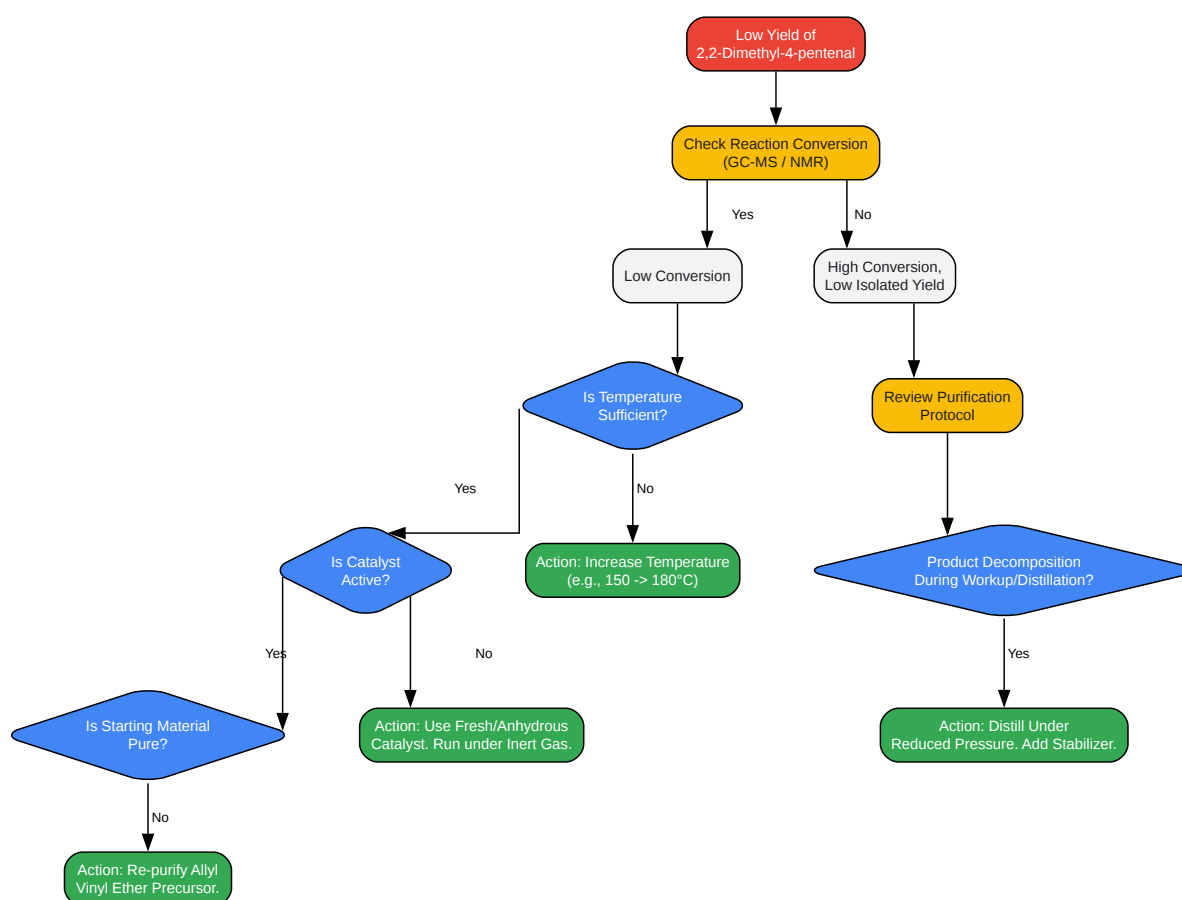 Low Yield of
2,2-Dimethyl-4-pentenal
Check Reaction Conversion
(GC-MS / NMR)
Yes
No
Low Conversion
High Conversion,
Low Isolated Yield
Is Temperature
Sufficient?
Review Purification
Protocol
Yes
No
Is Catalyst
Active?
Action: Increase Temperature
(e.g., 150 -> 180°C)
Product Decomposition
During Workup/Distillation?
Yes
No
Yes
Is Starting Material
Pure?
Action: Use Fresh/Anhydrous
Catalyst. Run under Inert Gas.
Action: Distill Under
Reduced Pressure. Add Stabilizer.
No
Action: Re-purify Allyl
Vinyl Ether Precursor.